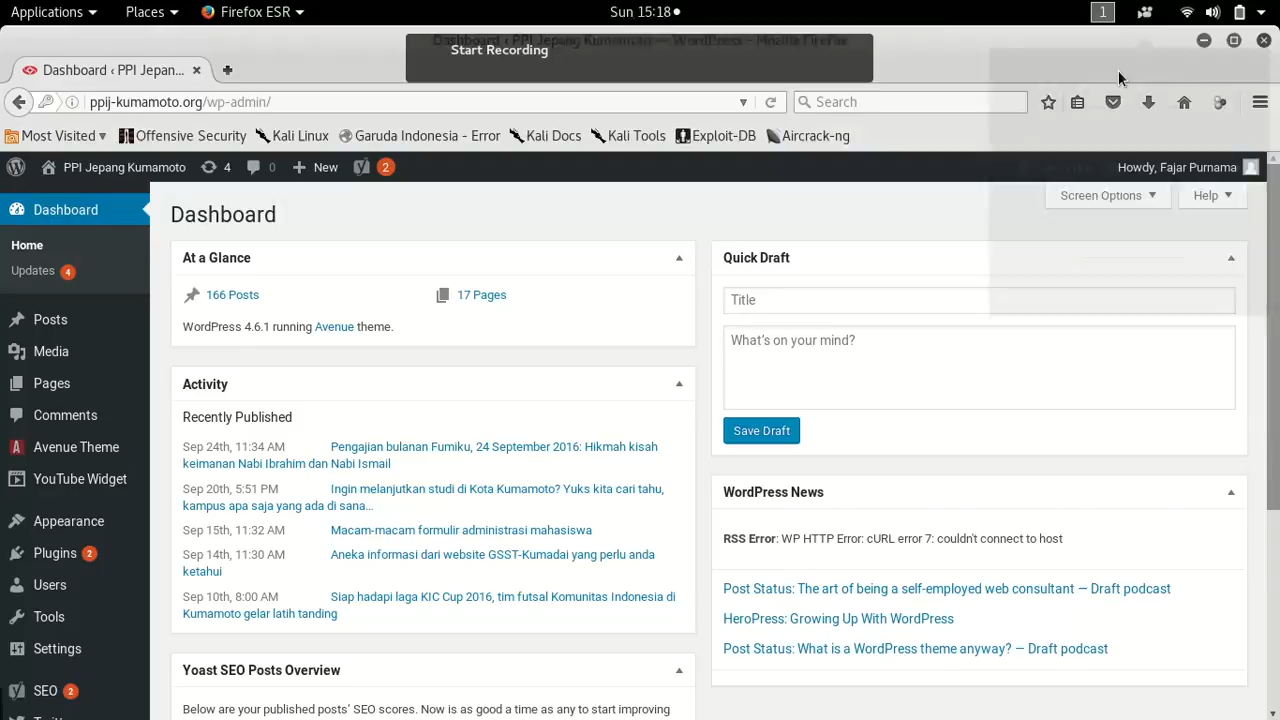 Applications Places Firefox ESR Sun 15:18 1
Start Recording
Dashboard ‹ PPI Jepang Kumamoto — WordPress - Mozilla Firefox
Dashboard ‹ PPI Jepan...
ppij-kumamoto.org/wp-admin/ Search
Most Visited Offensive Security Kali Linux Garuda Indonesia - Error Kali Docs Kali Tools Exploit-DB Aircrack-ng
PPI Jepang Kumamoto 4 0 New 2 Howdy, Fajar Purnama
Screen Options Help
Dashboard
Home
Updates 4
Posts
Media
Pages
Comments
Avenue Theme
YouTube Widget
Appearance
Plugins 2
Users
Tools
Settings
SEO 2
Dashboard
At a Glance
166 Posts 17 Pages
WordPress 4.6.1 running Avenue theme.
Activity
Recently Published
Sep 24th, 11:34 AM Pengajian bulanan Fumiku, 24 September 2016: Hikmah kisah
keimanan Nabi Ibrahim dan Nabi Ismail
Sep 20th, 5:51 PM Ingin melanjutkan studi di Kota Kumamoto? Yuks kita cari tahu,
kampus apa saja yang ada di sana…
Sep 15th, 11:32 AM Macam-macam formulir administrasi mahasiswa
Sep 14th, 11:30 AM Aneka informasi dari website GSST-Kumadai yang perlu anda
ketahui
Sep 10th, 8:00 AM Siap hadapi laga KIC Cup 2016, tim futsal Komunitas Indonesia di
Kumamoto gelar latih tanding
Yoast SEO Posts Overview
Below are your published posts' SEO scores. Now is as good a time as any to start improving
Quick Draft
Title
What's on your mind?
Save Draft
WordPress News
RSS Error: WP HTTP Error: cURL error 7: couldn't connect to host
Post Status: The art of being a self-employed web consultant — Draft podcast
HeroPress: Growing Up With WordPress
Post Status: What is a WordPress theme anyway? — Draft podcast